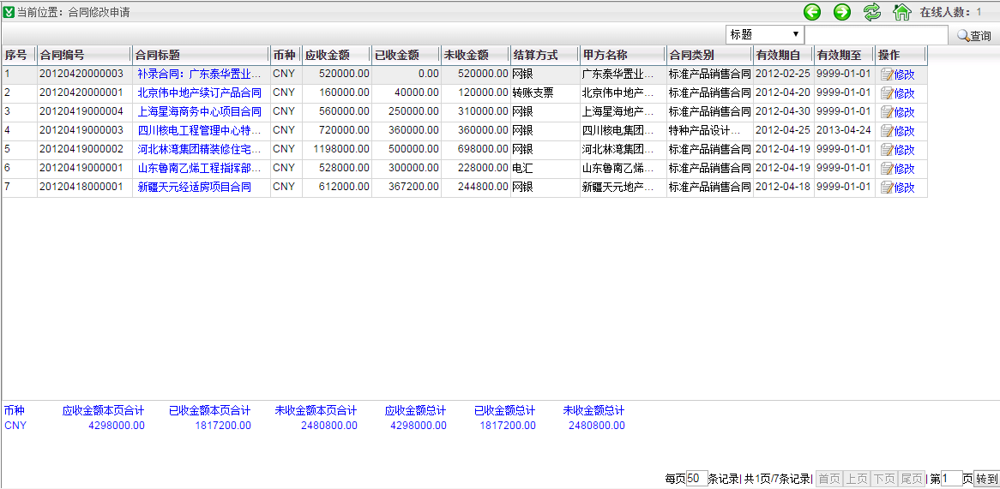 当前位置：合同修改申请 在线人数：1
标题 查询
序号 合同编号 合同标题 币种 应收金额 已收金额 未收金额 结算方式 甲方名称 合同类别 有效期自 有效期至 操作
1 20120420000003 补录合同：广东泰华置业... CNY 520000.00 0.00 520000.00 网银 广东泰华置业... 标准产品销售合同 2012-02-25 9999-01-01 修改
2 20120420000001 北京伟中地产续订产品合同 CNY 160000.00 40000.00 120000.00 转账支票 北京伟中地产... 标准产品销售合同 2012-04-20 9999-01-01 修改
3 20120419000004 上海星海商务中心项目合同 CNY 560000.00 250000.00 310000.00 网银 上海星海地产... 标准产品销售合同 2012-04-30 9999-01-01 修改
4 20120419000003 四川核电工程管理中心特... CNY 720000.00 360000.00 360000.00 网银 四川核电集团... 特种产品设计... 2012-04-25 2013-04-24 修改
5 20120419000002 河北林湾集团精装修住宅... CNY 1198000.00 500000.00 698000.00 网银 河北林湾集团... 标准产品销售合同 2012-04-19 9999-01-01 修改
6 20120419000001 山东鲁南乙烯工程指挥部... CNY 528000.00 300000.00 228000.00 电汇 山东鲁南乙烯... 标准产品销售合同 2012-04-19 9999-01-01 修改
7 20120418000001 新疆天元经适房项目合同 CNY 612000.00 367200.00 244800.00 网银 新疆天元地产... 标准产品销售合同 2012-04-18 9999-01-01 修改
币种 应收金额本页合计 已收金额本页合计 未收金额本页合计 应收金额总计 已收金额总计 未收金额总计
CNY 4298000.00 1817200.00 2480800.00 4298000.00 1817200.00 2480800.00
每页50条记录| 共1页/7条记录| 首页 上页 下页 尾页 | 第1页 转到